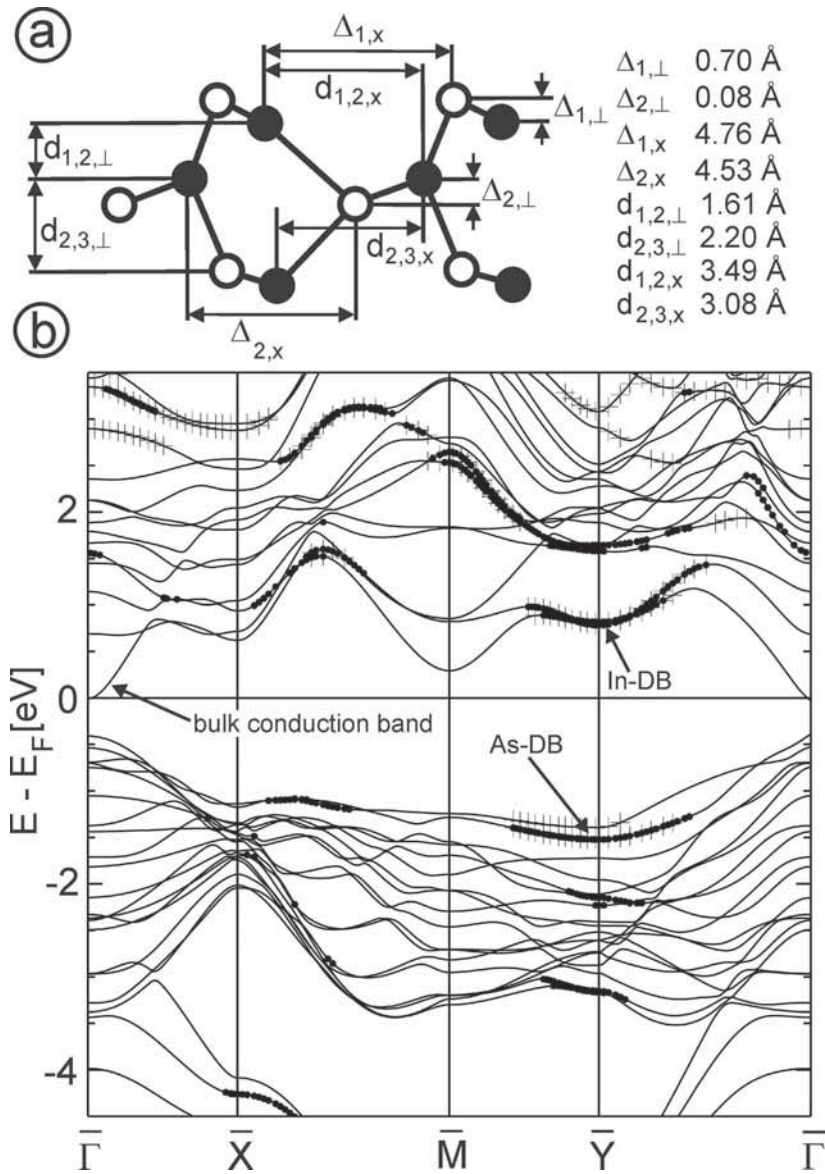 a
Δ1,x
d1,2,x
Δ1,⊥
d1,2,⊥
Δ2,⊥
d2,3,⊥
d2,3,x
Δ2,x
Δ1,⊥ 0.70 Å
Δ2,⊥ 0.08 Å
Δ1,x 4.76 Å
Δ2,x 4.53 Å
d1,2,⊥ 1.61 Å
d2,3,⊥ 2.20 Å
d1,2,x 3.49 Å
d2,3,x 3.08 Å
b
E - EF[eV]
2
0
-2
-4
In-DB
bulk conduction band
As-DB
Γ̅ X̅ M̅ Y̅ Γ̅